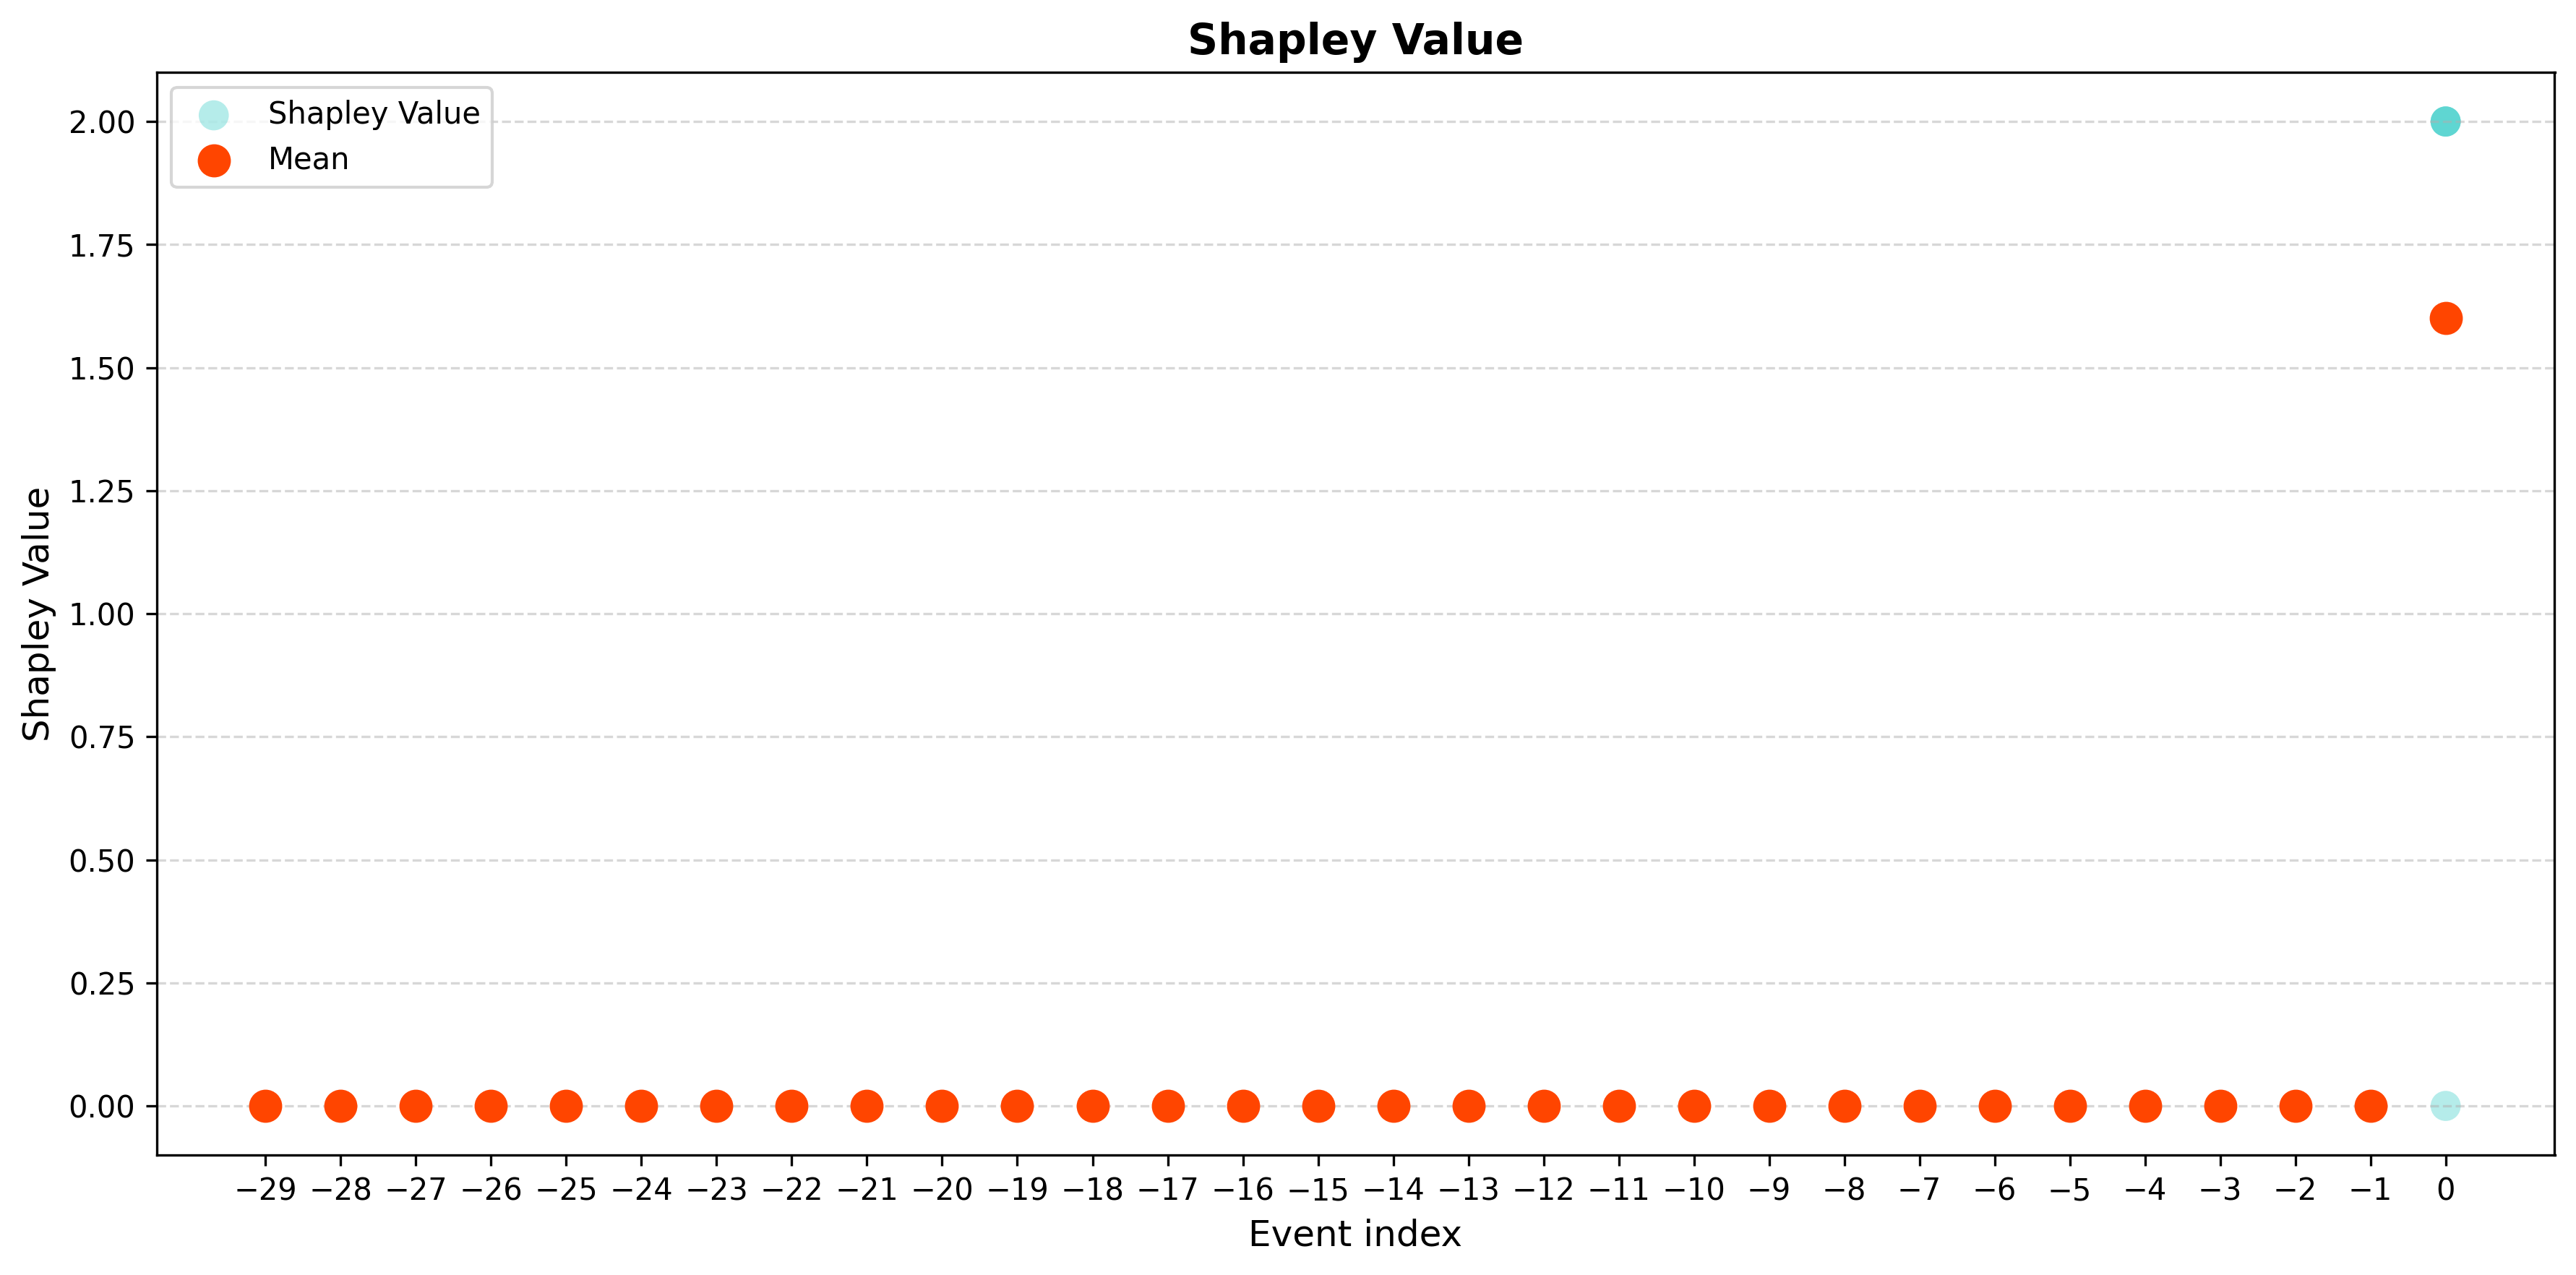 Shapley Value
Shapley Value
Mean
Shapley Value
2.00
1.75
1.50
1.25
1.00
0.75
0.50
0.25
0.00
−29 −28 −27 −26 −25 −24 −23 −22 −21 −20 −19 −18 −17 −16 −15 −14 −13 −12 −11 −10 −9 −8 −7 −6 −5 −4 −3 −2 −1 0
Event index